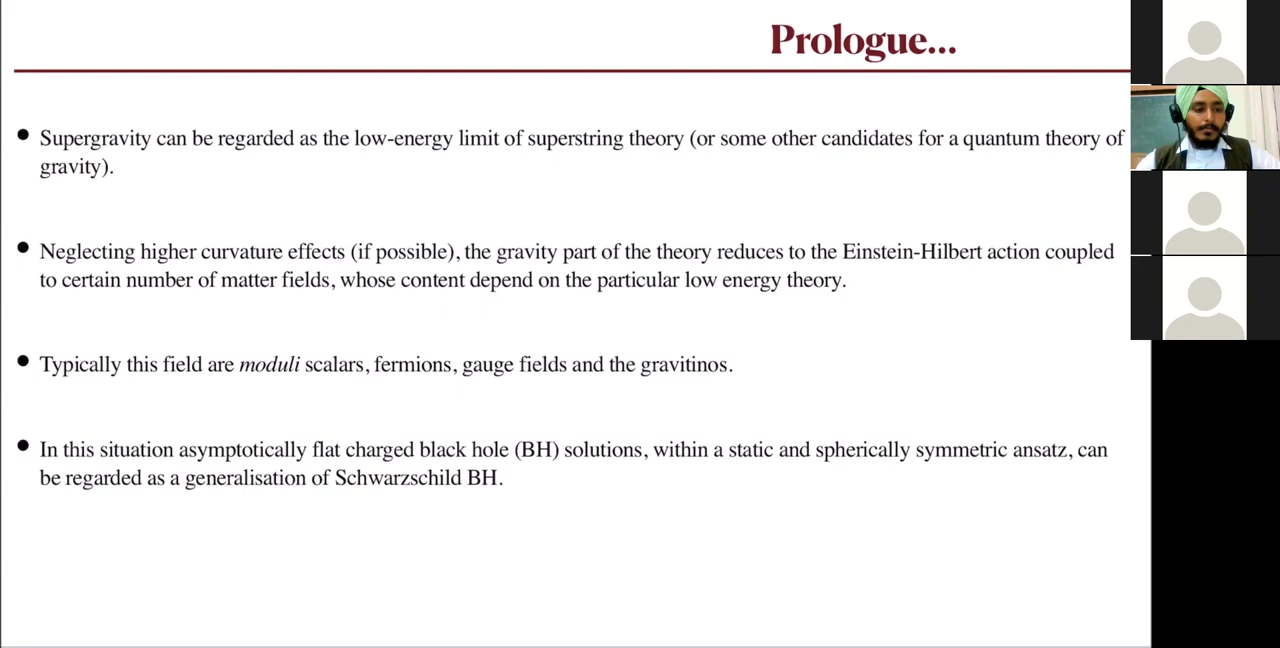 Prologue...
• Supergravity can be regarded as the low-energy limit of superstring theory (or some other candidates for a quantum theory of
gravity).
• Neglecting higher curvature effects (if possible), the gravity part of the theory reduces to the Einstein-Hilbert action coupled
to certain number of matter fields, whose content depend on the particular low energy theory.
• Typically this field are moduli scalars, fermions, gauge fields and the gravitinos.
• In this situation asymptotically flat charged black hole (BH) solutions, within a static and spherically symmetric ansatz, can
be regarded as a generalisation of Schwarzschild BH.